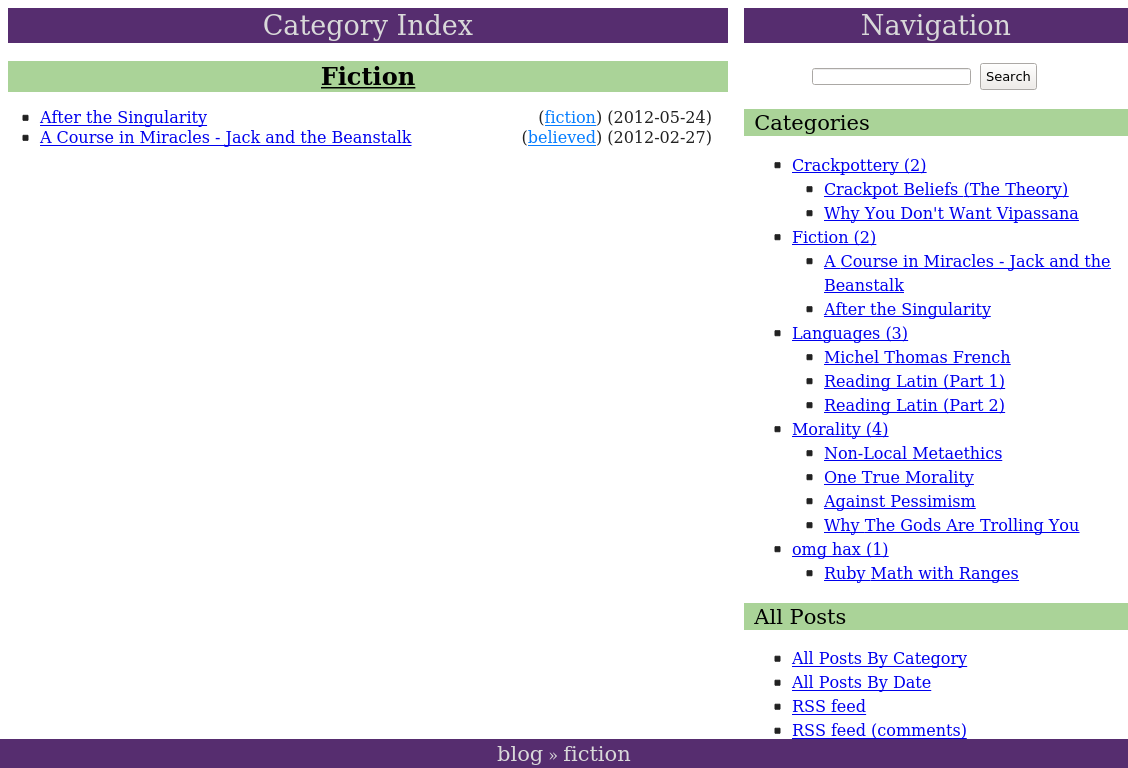 Category Index
Fiction
After the Singularity (fiction) (2012-05-24)
A Course in Miracles - Jack and the Beanstalk (believed) (2012-02-27)
Navigation
Search
Categories
Crackpottery (2)
Crackpot Beliefs (The Theory)
Why You Don't Want Vipassana
Fiction (2)
A Course in Miracles - Jack and the
Beanstalk
After the Singularity
Languages (3)
Michel Thomas French
Reading Latin (Part 1)
Reading Latin (Part 2)
Morality (4)
Non-Local Metaethics
One True Morality
Against Pessimism
Why The Gods Are Trolling You
omg hax (1)
Ruby Math with Ranges
All Posts
All Posts By Category
All Posts By Date
RSS feed
RSS feed (comments)
blog » fiction